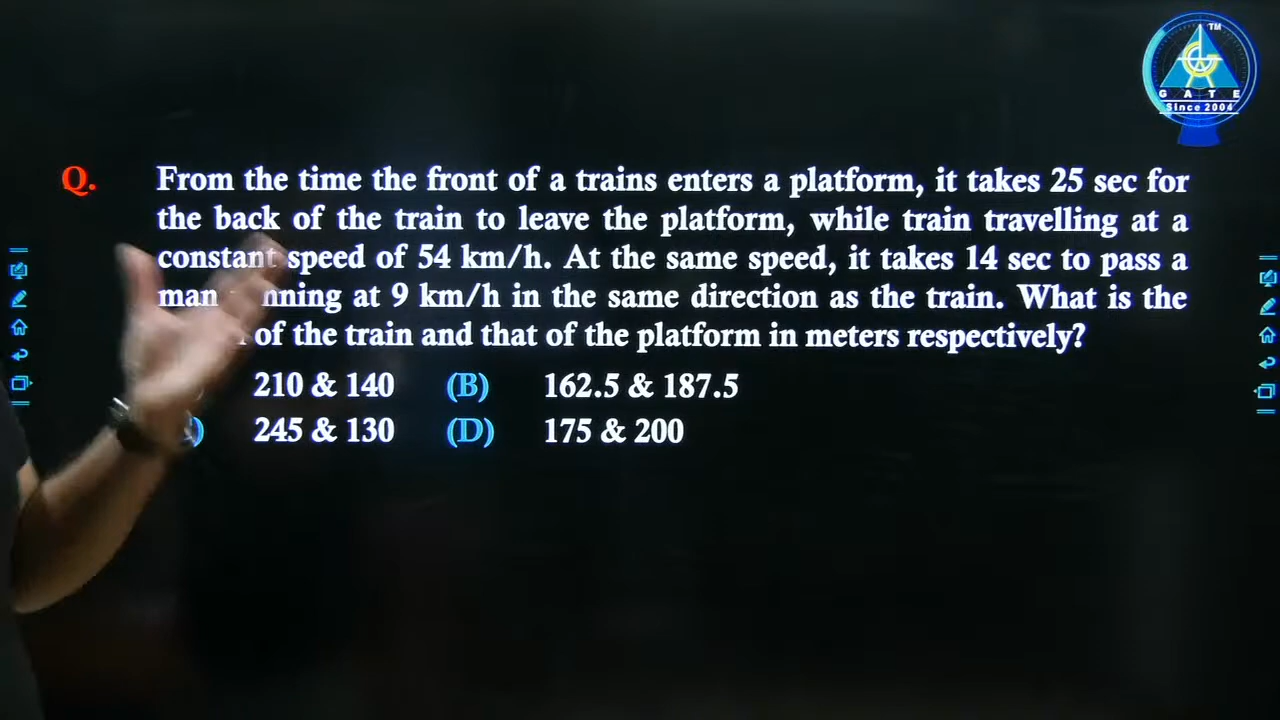 TM
GATE
Since 2004
Q. From the time the front of a trains enters a platform, it takes 25 sec for
the back of the train to leave the platform, while train travelling at a
constant speed of 54 km/h. At the same speed, it takes 14 sec to pass a
man nning at 9 km/h in the same direction as the train. What is the
of the train and that of the platform in meters respectively?
210 & 140 (B) 162.5 & 187.5
) 245 & 130 (D) 175 & 200